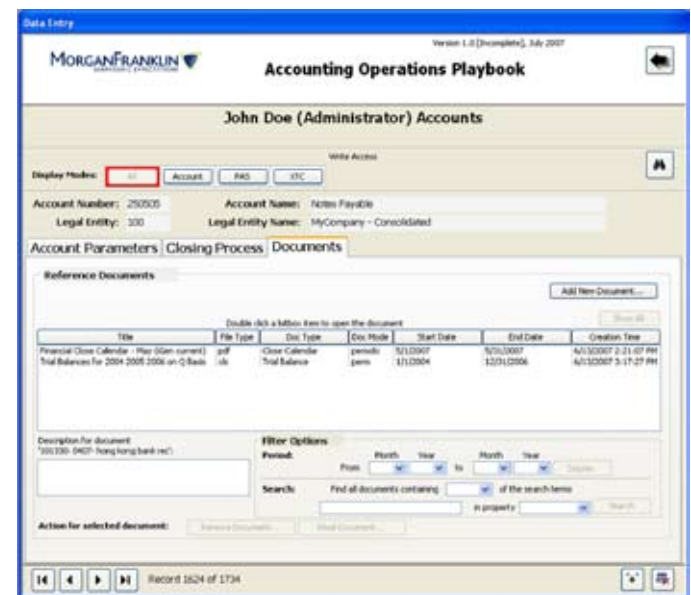 Data Entry
Version 1.0 [Incomplete], July 2007
MORGANFRANKLIN
Accounting Operations Playbook
John Doe (Administrator) Accounts
Write Access
Display Modes: All Account PAS XTC
Account Number: 250505 Account Name: Notes Payable
Legal Entity: 100 Legal Entity Name: MyCompany - Consolidated
Account Parameters Closing Process Documents
Reference Documents
Add New Document...
Show All
Double click a listbox item to open the document
Title File Type Doc Type Doc Mode Start Date End Date Creation Time
Financial Close Calendar - May (iGen current) pdf Close Calendar periodic 5/1/2007 5/31/2007 6/13/2007 2:21:07 PM
Trial Balances for 2004 2005 2006 on Q Basis xls Trial Balance perm 1/1/2004 12/31/2006 6/13/2007 3:17:27 PM
Description for document
"101330- 0407- hong kong bank rec":
Filter Options
Period: Month Year Month Year
From to
Search: Find all documents containing of the search terms
in property Search
Action for selected document: Remove Document...
Record 1624 of 1734